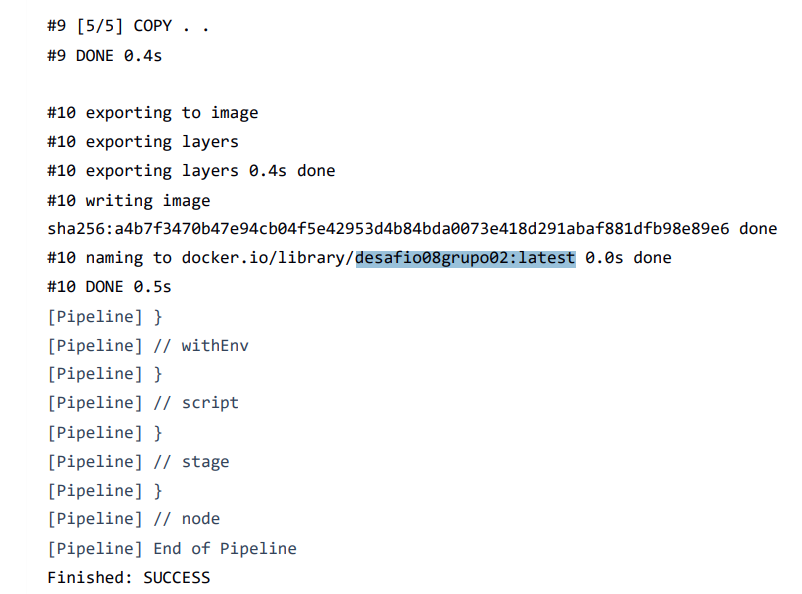 #9 [5/5] COPY . .
#9 DONE 0.4s
#10 exporting to image
#10 exporting layers
#10 exporting layers 0.4s done
#10 writing image
sha256:a4b7f3470b47e94cb04f5e42953d4b84bda0073e418d291abaf881dfb98e89e6 done
#10 naming to docker.io/library/desafio08grupo02:latest 0.0s done
#10 DONE 0.5s
[Pipeline] }
[Pipeline] // withEnv
[Pipeline] }
[Pipeline] // script
[Pipeline] }
[Pipeline] // stage
[Pipeline] }
[Pipeline] // node
[Pipeline] End of Pipeline
Finished: SUCCESS